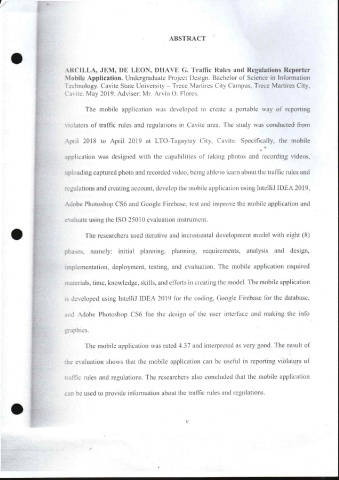 ABSTRACT
ARCILLA, JEM, DE LEON, DHAVE G. Traffic Rules and Regulations Reporter
Mobile Application. Undergraduate Project Design. Bachelor of Science in Information
Technology. Cavite State University – Trece Martires City Campus, Trece Martires City,
Cavite. May 2019. Adviser: Mr. Arvin O. Flores.
The mobile application was developed to create a portable way of reporting
violators of traffic rules and regulations in Cavite area. The study was conducted from
April 2018 to April 2019 at LTO-Tagaytay City, Cavite. Specifically, the mobile
application was designed with the capabilities of taking photos and recording videos,
uploading captured photo and recorded video, being able to learn about the traffic rules and
regulations and creating account, develop the mobile application using IntelliJ IDEA 2019,
Adobe Photoshop CS6 and Google Firebase, test and improve the mobile application and
evaluate using the ISO 25010 evaluation instrument.
The researchers used iterative and incremental development model with eight (8)
phases, namely: initial planning, planning, requirements, analysis and design,
implementation, deployment, testing, and evaluation. The mobile application required
materials, time, knowledge, skills, and efforts in creating the model. The mobile application
is developed using IntelliJ IDEA 2019 for the coding, Google Firebase for the database,
and Adobe Photoshop CS6 for the design of the user interface and making the info
graphics.
The mobile application was rated 4.37 and interpreted as very good. The result of
the evaluation shows that the mobile application can be useful in reporting violators of
traffic rules and regulations. The researchers also concluded that the mobile application
can be used to provide information about the traffic rules and regulations.
v